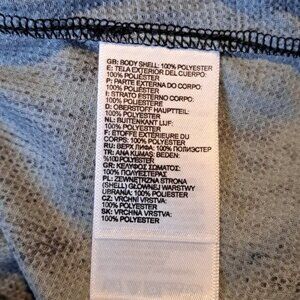 GB: BODY SHELL: 100% POLYESTER
E: TELA EXTERIOR DEL CUERPO:
100% POLIÉSTER
P: PARTE EXTERNA DO CORPO:
100% POLIÉSTER
I: STRATO ESTERNO CORPO:
100% POLIESTERE
D: OBERSTOFF HAUPTTEIL:
100% POLYESTER
NL: BUITENKANT LIJF:
100% POLYESTER
F: ÉTOFFE EXTÉRIEURE DU
CORPS: 100% POLYESTER
RU: ВЕРХ ЛИФА: 100% ПОЛИЭСТЕР
TR: ANA KUMAS: BEDEN:
%100 POLYESTER
GR: ΚΕΛΥΦΟΣ ΣΩΜΑΤΟΣ:
100% ΠΟΛΥΕΣΤΕΡΑΣ
PL: ZEWNĘTRZNA STRONA
(SHELL) GŁÓWNEJ WARSTWY
UBRANIA: 100% POLIESTER
CZ: VRCHNÍ VRSTVA:
100% POLYESTER
SK: VRCHNÁ VRSTVA:
100% POLYESTER